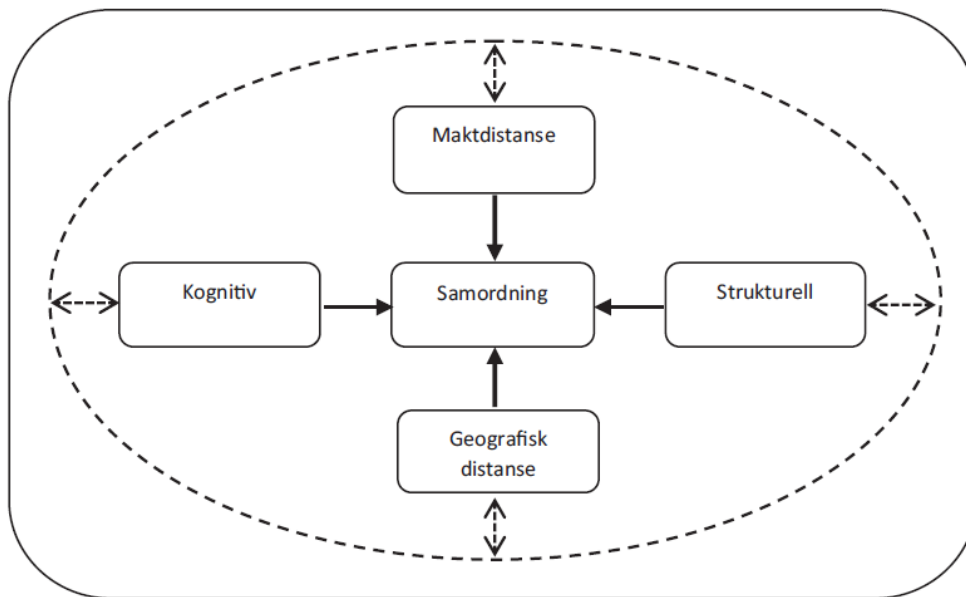 Maktdistanse
Kognitiv
Samordning
Strukturell
Geografisk
distanse